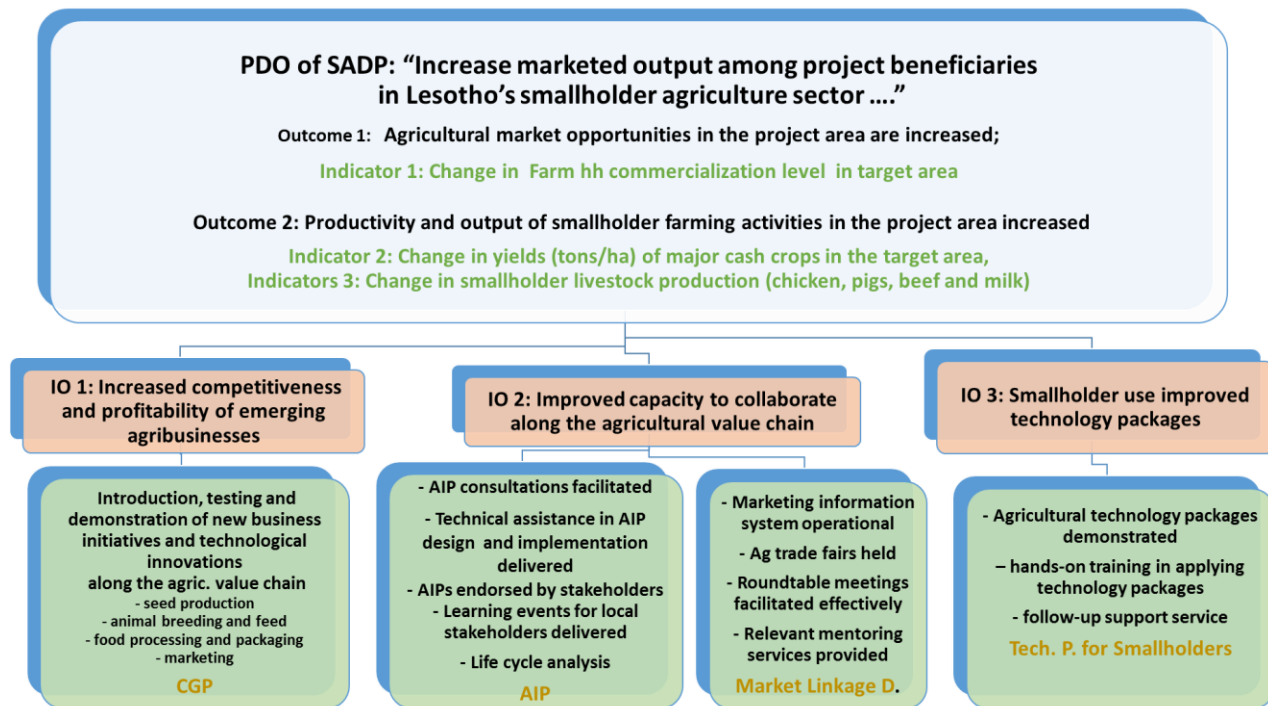 PDO of SADP: “Increase marketed output among project beneficiaries
in Lesotho’s smallholder agriculture sector ….”
Outcome 1: Agricultural market opportunities in the project area are increased;
Indicator 1: Change in Farm hh commercialization level in target area
Outcome 2: Productivity and output of smallholder farming activities in the project area increased
Indicator 2: Change in yields (tons/ha) of major cash crops in the target area,
Indicators 3: Change in smallholder livestock production (chicken, pigs, beef and milk)
IO 1: Increased competitiveness
and profitability of emerging
agribusinesses
IO 2: Improved capacity to collaborate
along the agricultural value chain
IO 3: Smallholder use improved
technology packages
Introduction, testing and
demonstration of new business
initiatives and technological
innovations
along the agric. value chain
- seed production
- animal breeding and feed
- food processing and packaging
- marketing
CGP
- AIP consultations facilitated
- Technical assistance in AIP
design and implementation
delivered
- AIPs endorsed by stakeholders
- Learning events for local
stakeholders delivered
- Life cycle analysis
AIP
- Marketing information
system operational
- Ag trade fairs held
- Roundtable meetings
facilitated effectively
- Relevant mentoring
services provided
Market Linkage D.
- Agricultural technology packages
demonstrated
– hands-on training in applying
technology packages
- follow-up support service
Tech. P. for Smallholders